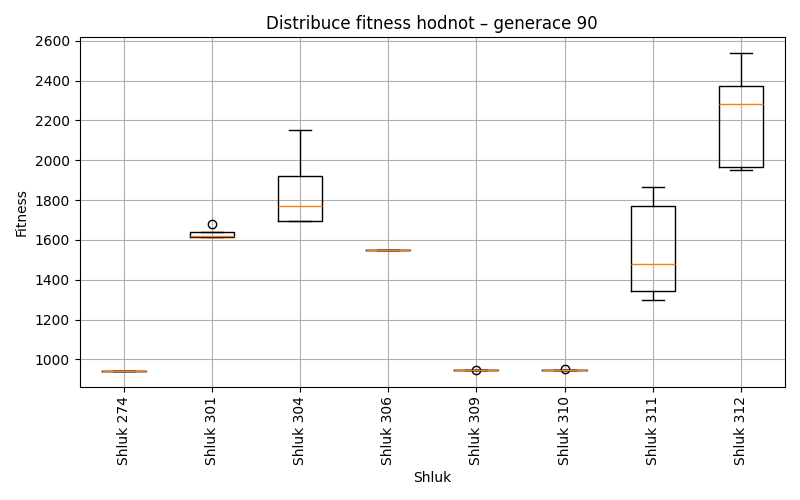 Distribuce fitness hodnot – generace 90
Fitness
2600
2400
2200
2000
1800
1600
1400
1200
1000
Shluk 274
Shluk 301
Shluk 304
Shluk 306
Shluk 309
Shluk 310
Shluk 311
Shluk 312
Shluk